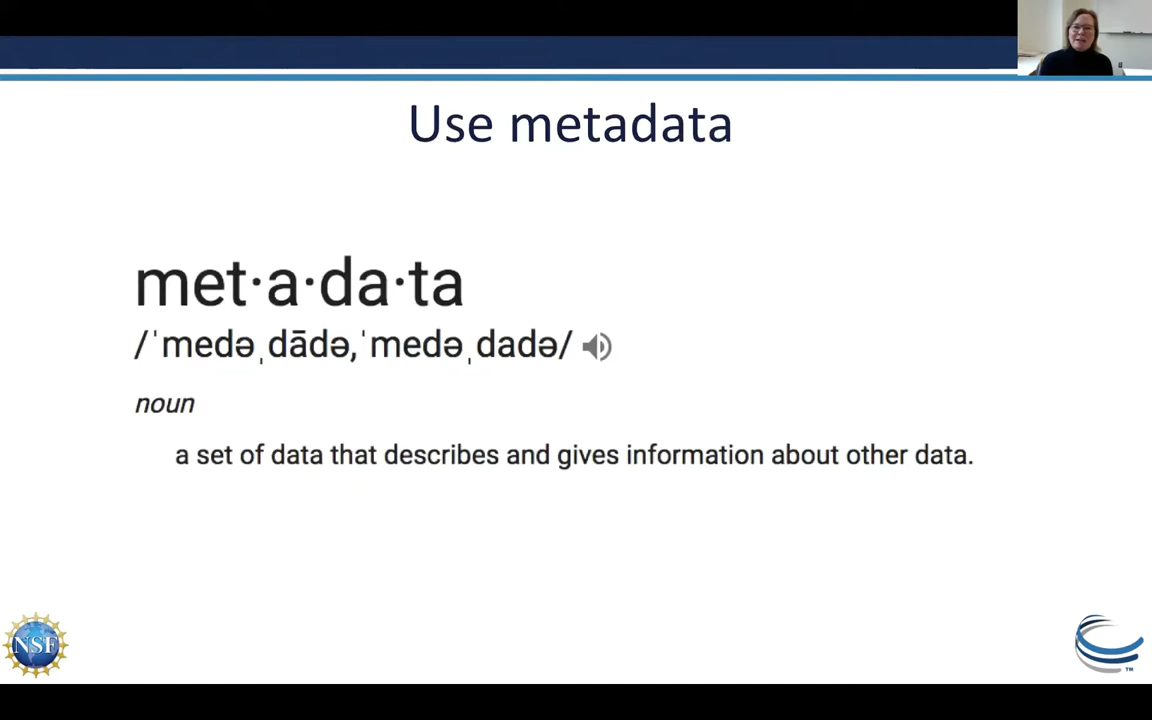 Use metadata
met·a·da·ta
/ˈmedəˌdādə,ˈmedəˌdadə/
noun
a set of data that describes and gives information about other data.
NSF
TM